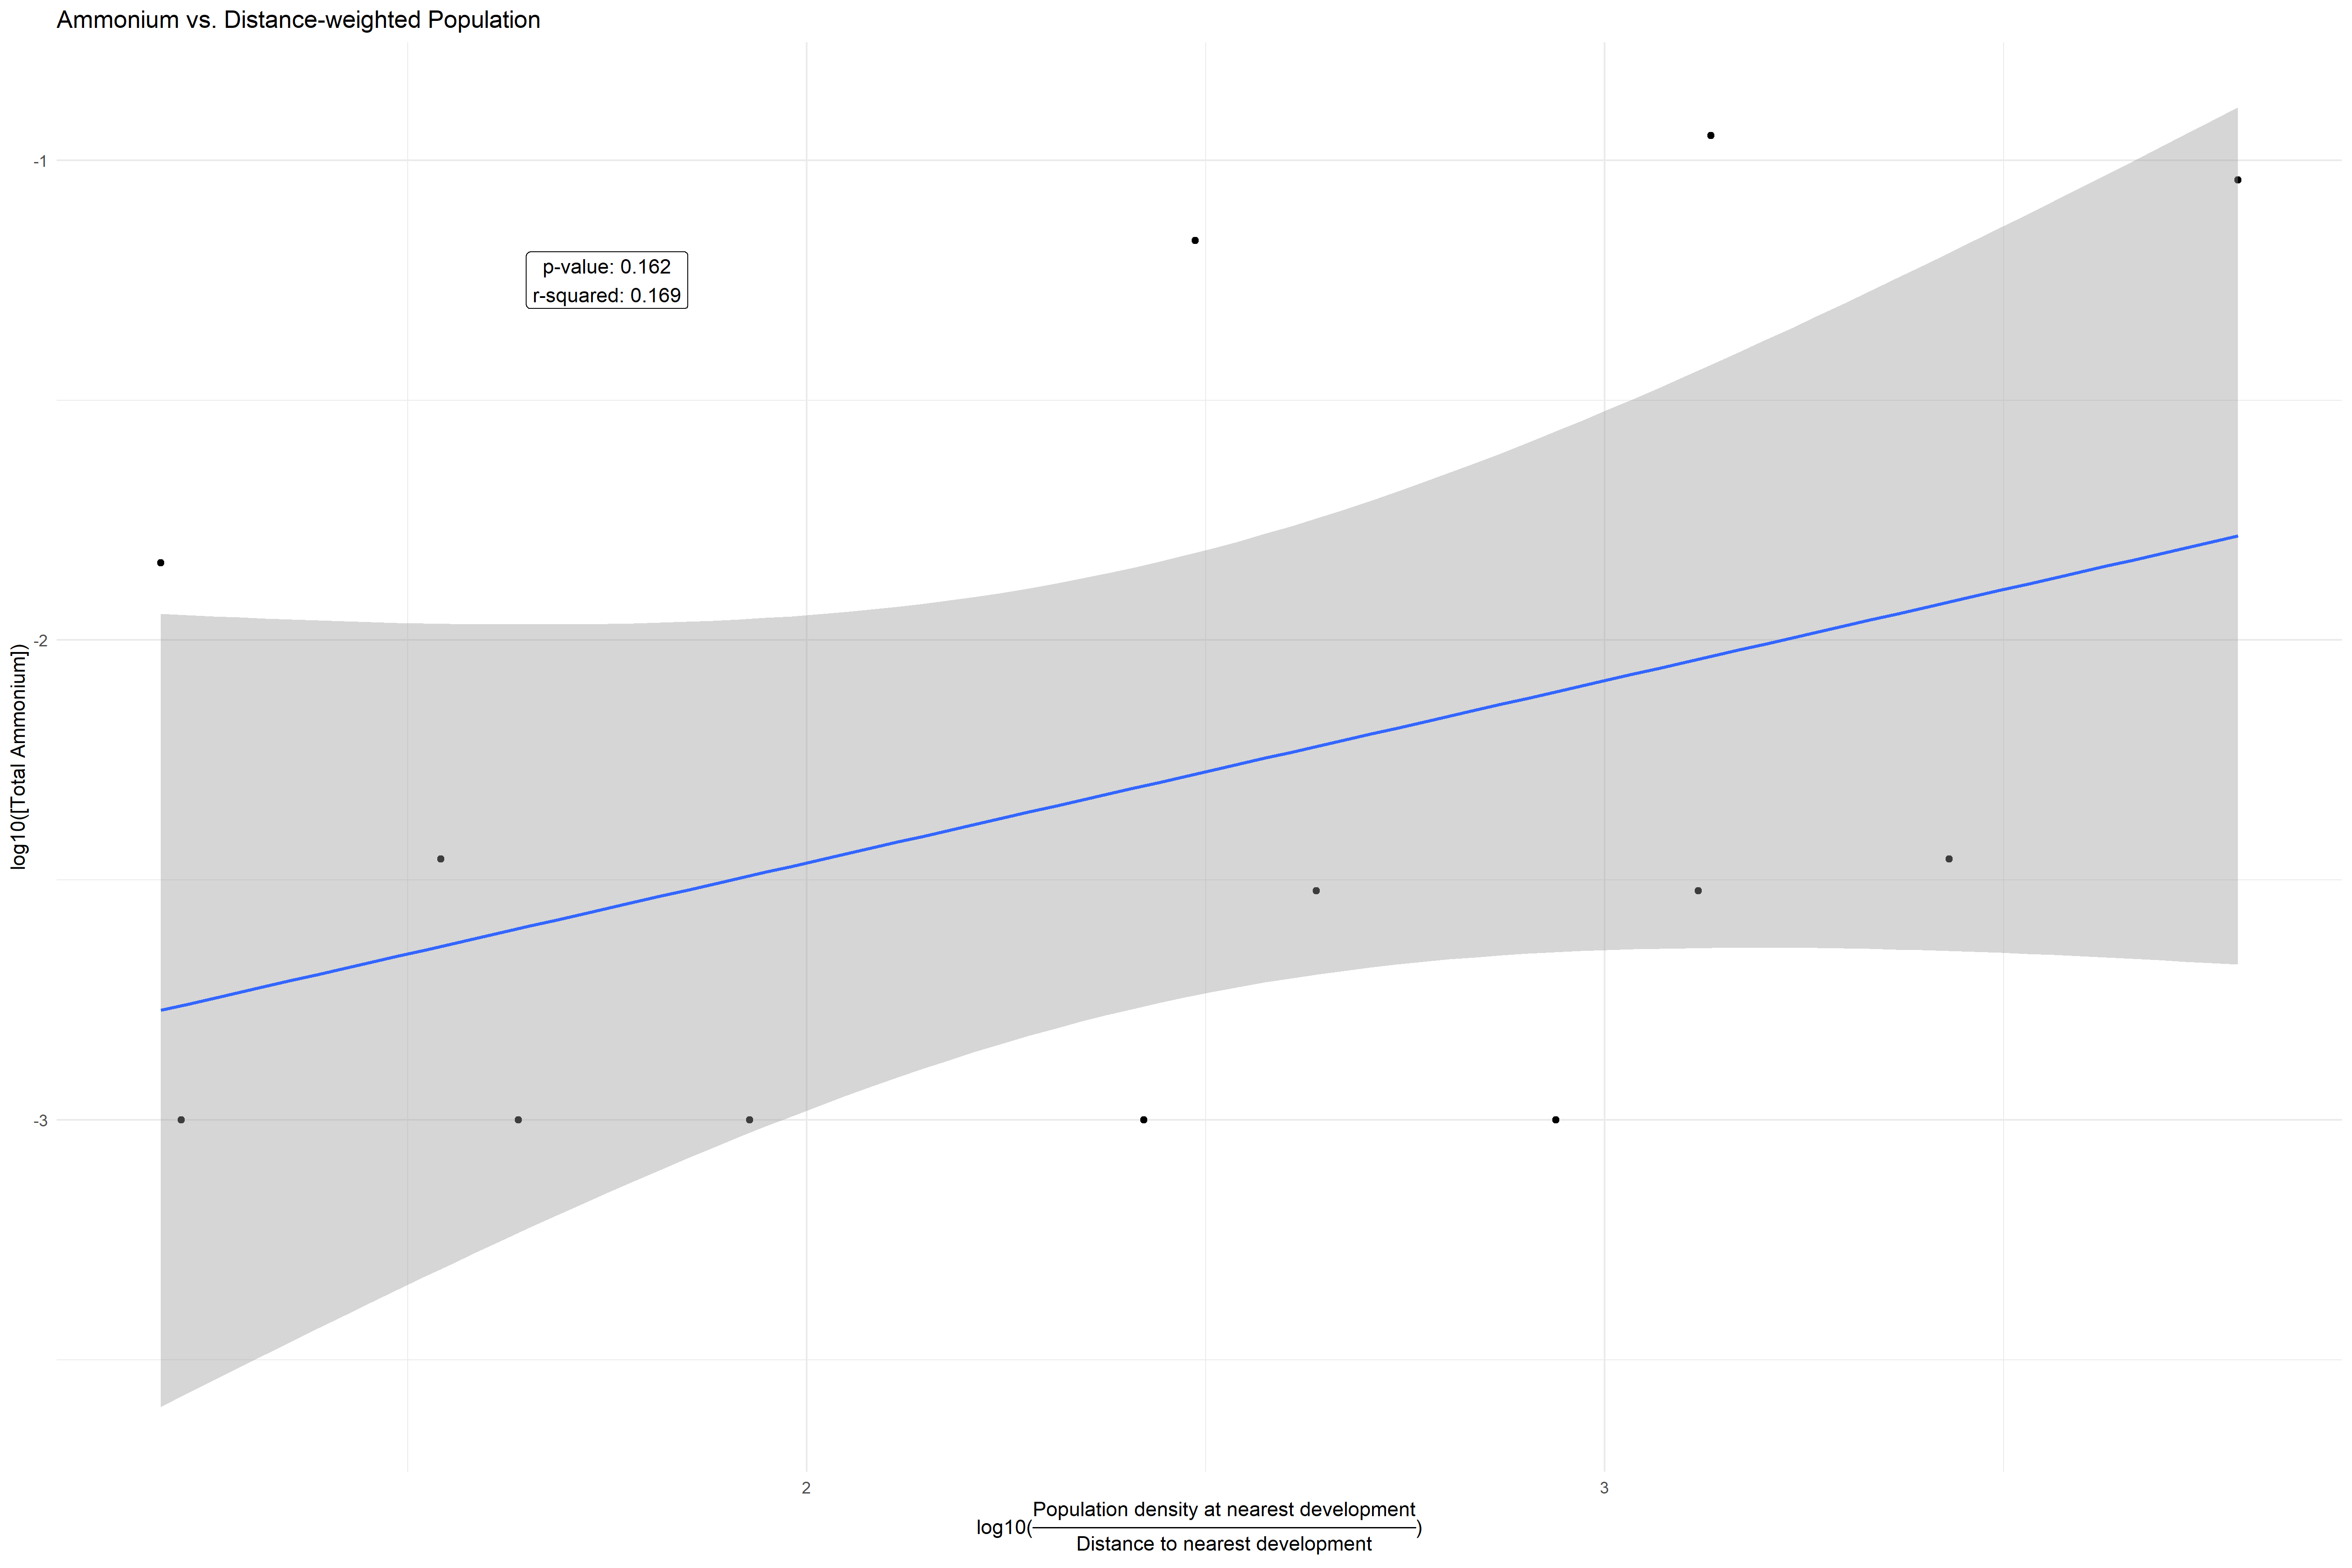 Ammonium vs. Distance-weighted Population
-1
p-value: 0.162
r-squared: 0.169
-2
log10([Total Ammonium])
-3
2
3
Population density at nearest development
log10( )
Distance to nearest development